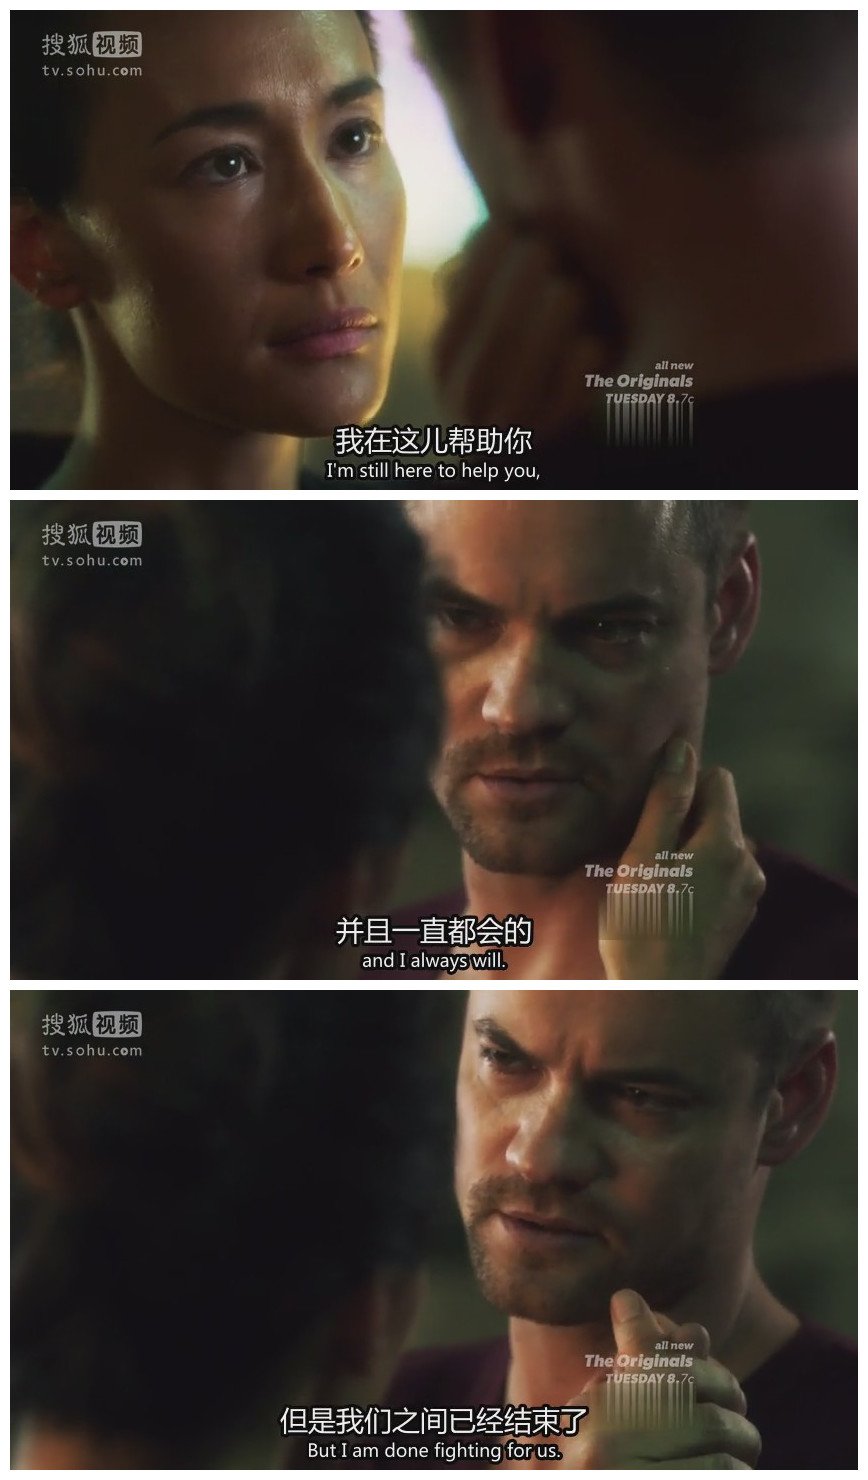 搜狐视频
tv.sohu.com
all new
The Originals
TUESDAY 8.7c
我在这儿帮助你
I'm still here to help you,
搜狐视频
tv.sohu.com
all new
The Originals
TUESDAY 8.7c
并且一直都会的
and I always will.
搜狐视频
tv.sohu.com
all new
The Originals
TUESDAY 8.7c
但是我们之间已经结束了
But I am done fighting for us.